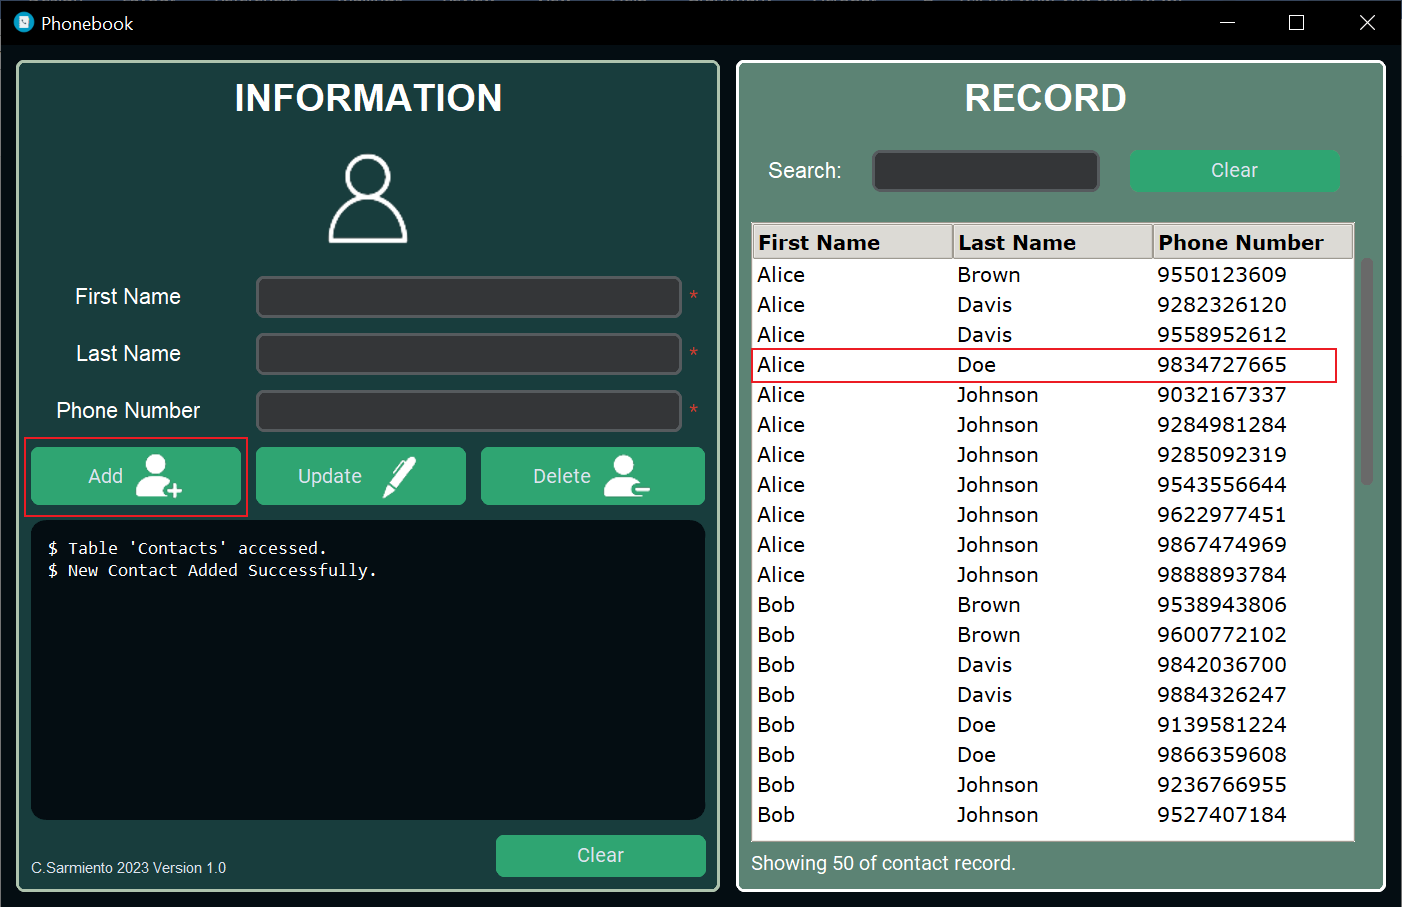 Phonebook
INFORMATION
First Name *
Last Name *
Phone Number *
Add Update Delete
$ Table 'Contacts' accessed.
$ New Contact Added Successfully.
Clear
C.Sarmiento 2023 Version 1.0
RECORD
Search: Clear
First Name Last Name Phone Number
Alice Brown 9550123609
Alice Davis 9282326120
Alice Davis 9558952612
Alice Doe 9834727665
Alice Johnson 9032167337
Alice Johnson 9284981284
Alice Johnson 9285092319
Alice Johnson 9543556644
Alice Johnson 9622977451
Alice Johnson 9867474969
Alice Johnson 9888893784
Bob Brown 9538943806
Bob Brown 9600772102
Bob Davis 9842036700
Bob Davis 9884326247
Bob Doe 9139581224
Bob Doe 9866359608
Bob Johnson 9236766955
Bob Johnson 9527407184
Showing 50 of contact record.